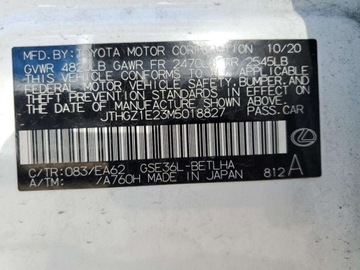 MFD.BY:TOYOTA MOTOR CORPORATION 10/20
GVWR GAWR FR RR 2545LB
THIS VEHICLE CONFORMS TO ALL APPLICABLE
FEDERAL MOTOR VEHICLE SAFETY, BUMPER, AND
THEFT PREVENTION STANDARDS IN EFFECT ON
THE DATE OF MANUFACTURE SHOWN ABOVE.
JTHGZ1E23M5018827 PASS.CAR
C/TR:083/EA62 GSE36L-BETLHA
A/TM: /A760H MADE IN JAPAN 812 A